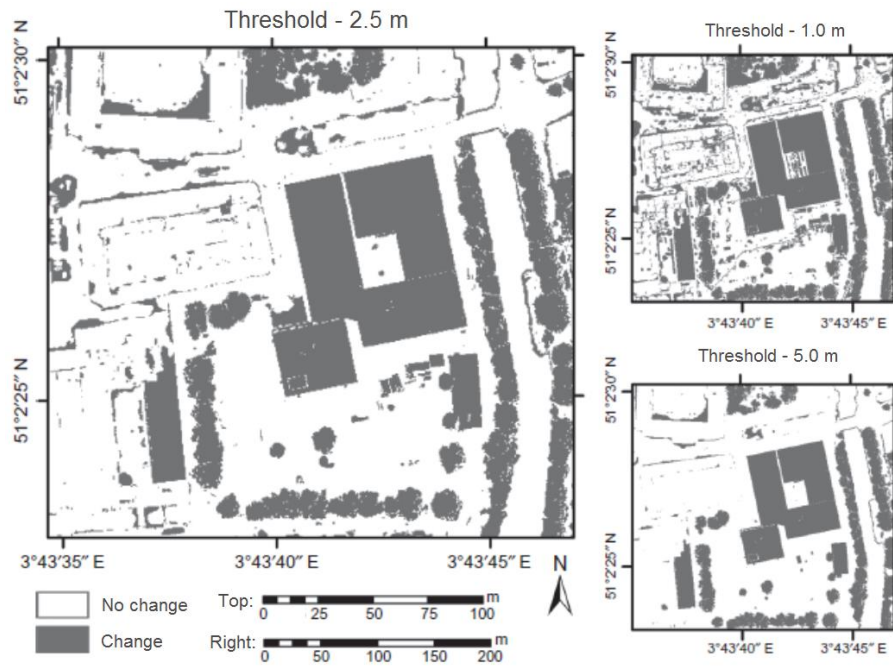 Threshold - 2.5 m
51°2'30" N
51°2'25" N
3°43'35" E
3°43'40" E
3°43'45" E
Threshold - 1.0 m
51°2'30" N
51°2'25" N
3°43'40" E
3°43'45" E
Threshold - 5.0 m
51°2'30" N
51°2'25" N
3°43'40" E
3°43'45" E
No change
Change
Top:
0 25 50 75 100 m
Right:
0 50 100 150 200 m
N